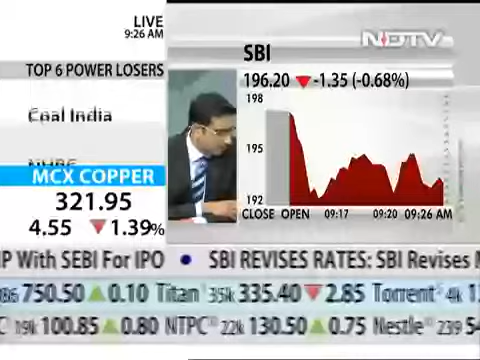 LIVE
9:26 AM
NDTV
SBI
TOP 6 POWER LOSERS
196.20 ▼ -1.35 (-0.68%)
198
195
192
Coal India
MCX COPPER
321.95
4.55 ▼ 1.39%
CLOSE OPEN 09:17 09:20 09:26 AM
P With SEBI For IPO • SBI REVISES RATES: SBI Revises
750.50 ▲ 0.10 Titan 35k 335.40 ▼ 2.85 Torrent 4k
19k 100.85 ▲ 0.80 NTPC 22k 130.50 ▲ 0.75 Nestle 239